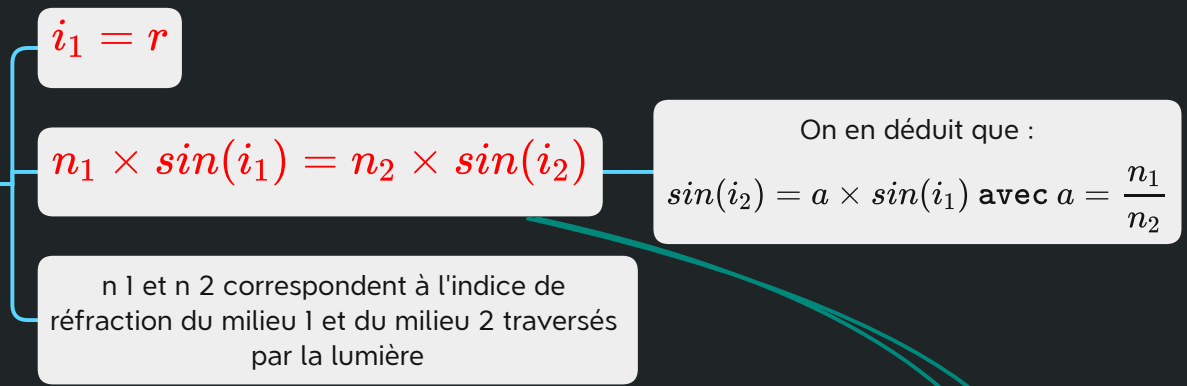 i₁ = r
n₁ × sin(i₁) = n₂ × sin(i₂)
On en déduit que :
sin(i₂) = a × sin(i₁) avec a = n₁/n₂
n 1 et n 2 correspondent à l'indice de
réfraction du milieu 1 et du milieu 2 traversés
par la lumière